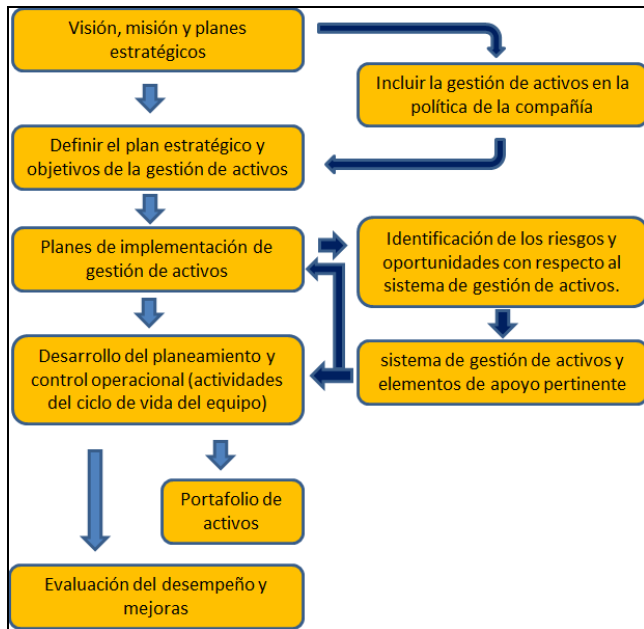 Visión, misión y planes
estratégicos
Incluir la gestión de activos en la
política de la compañía
Definir el plan estratégico y
objetivos de la gestión de activos
Planes de implementación de
gestión de activos
Identificación de los riesgos y
oportunidades con respecto al
sistema de gestión de activos.
Desarrollo del planeamiento y
control operacional (actividades
del ciclo de vida del equipo)
sistema de gestión de activos y
elementos de apoyo pertinente
Portafolio de
activos
Evaluación del desempeño y
mejoras